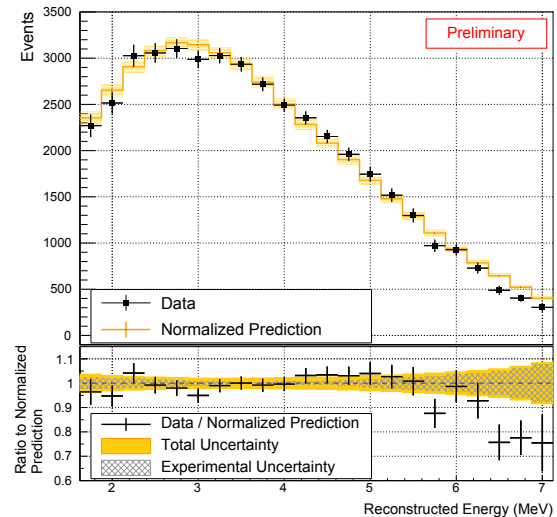 Events
3500
3000
2500
2000
1500
1000
500
0
Preliminary
Data
Normalized Prediction
Ratio to Normalized
Prediction
1.1
1
0.9
0.8
0.7
0.6
Data / Normalized Prediction
Total Uncertainty
Experimental Uncertainty
2 3 4 5 6 7
Reconstructed Energy (MeV)